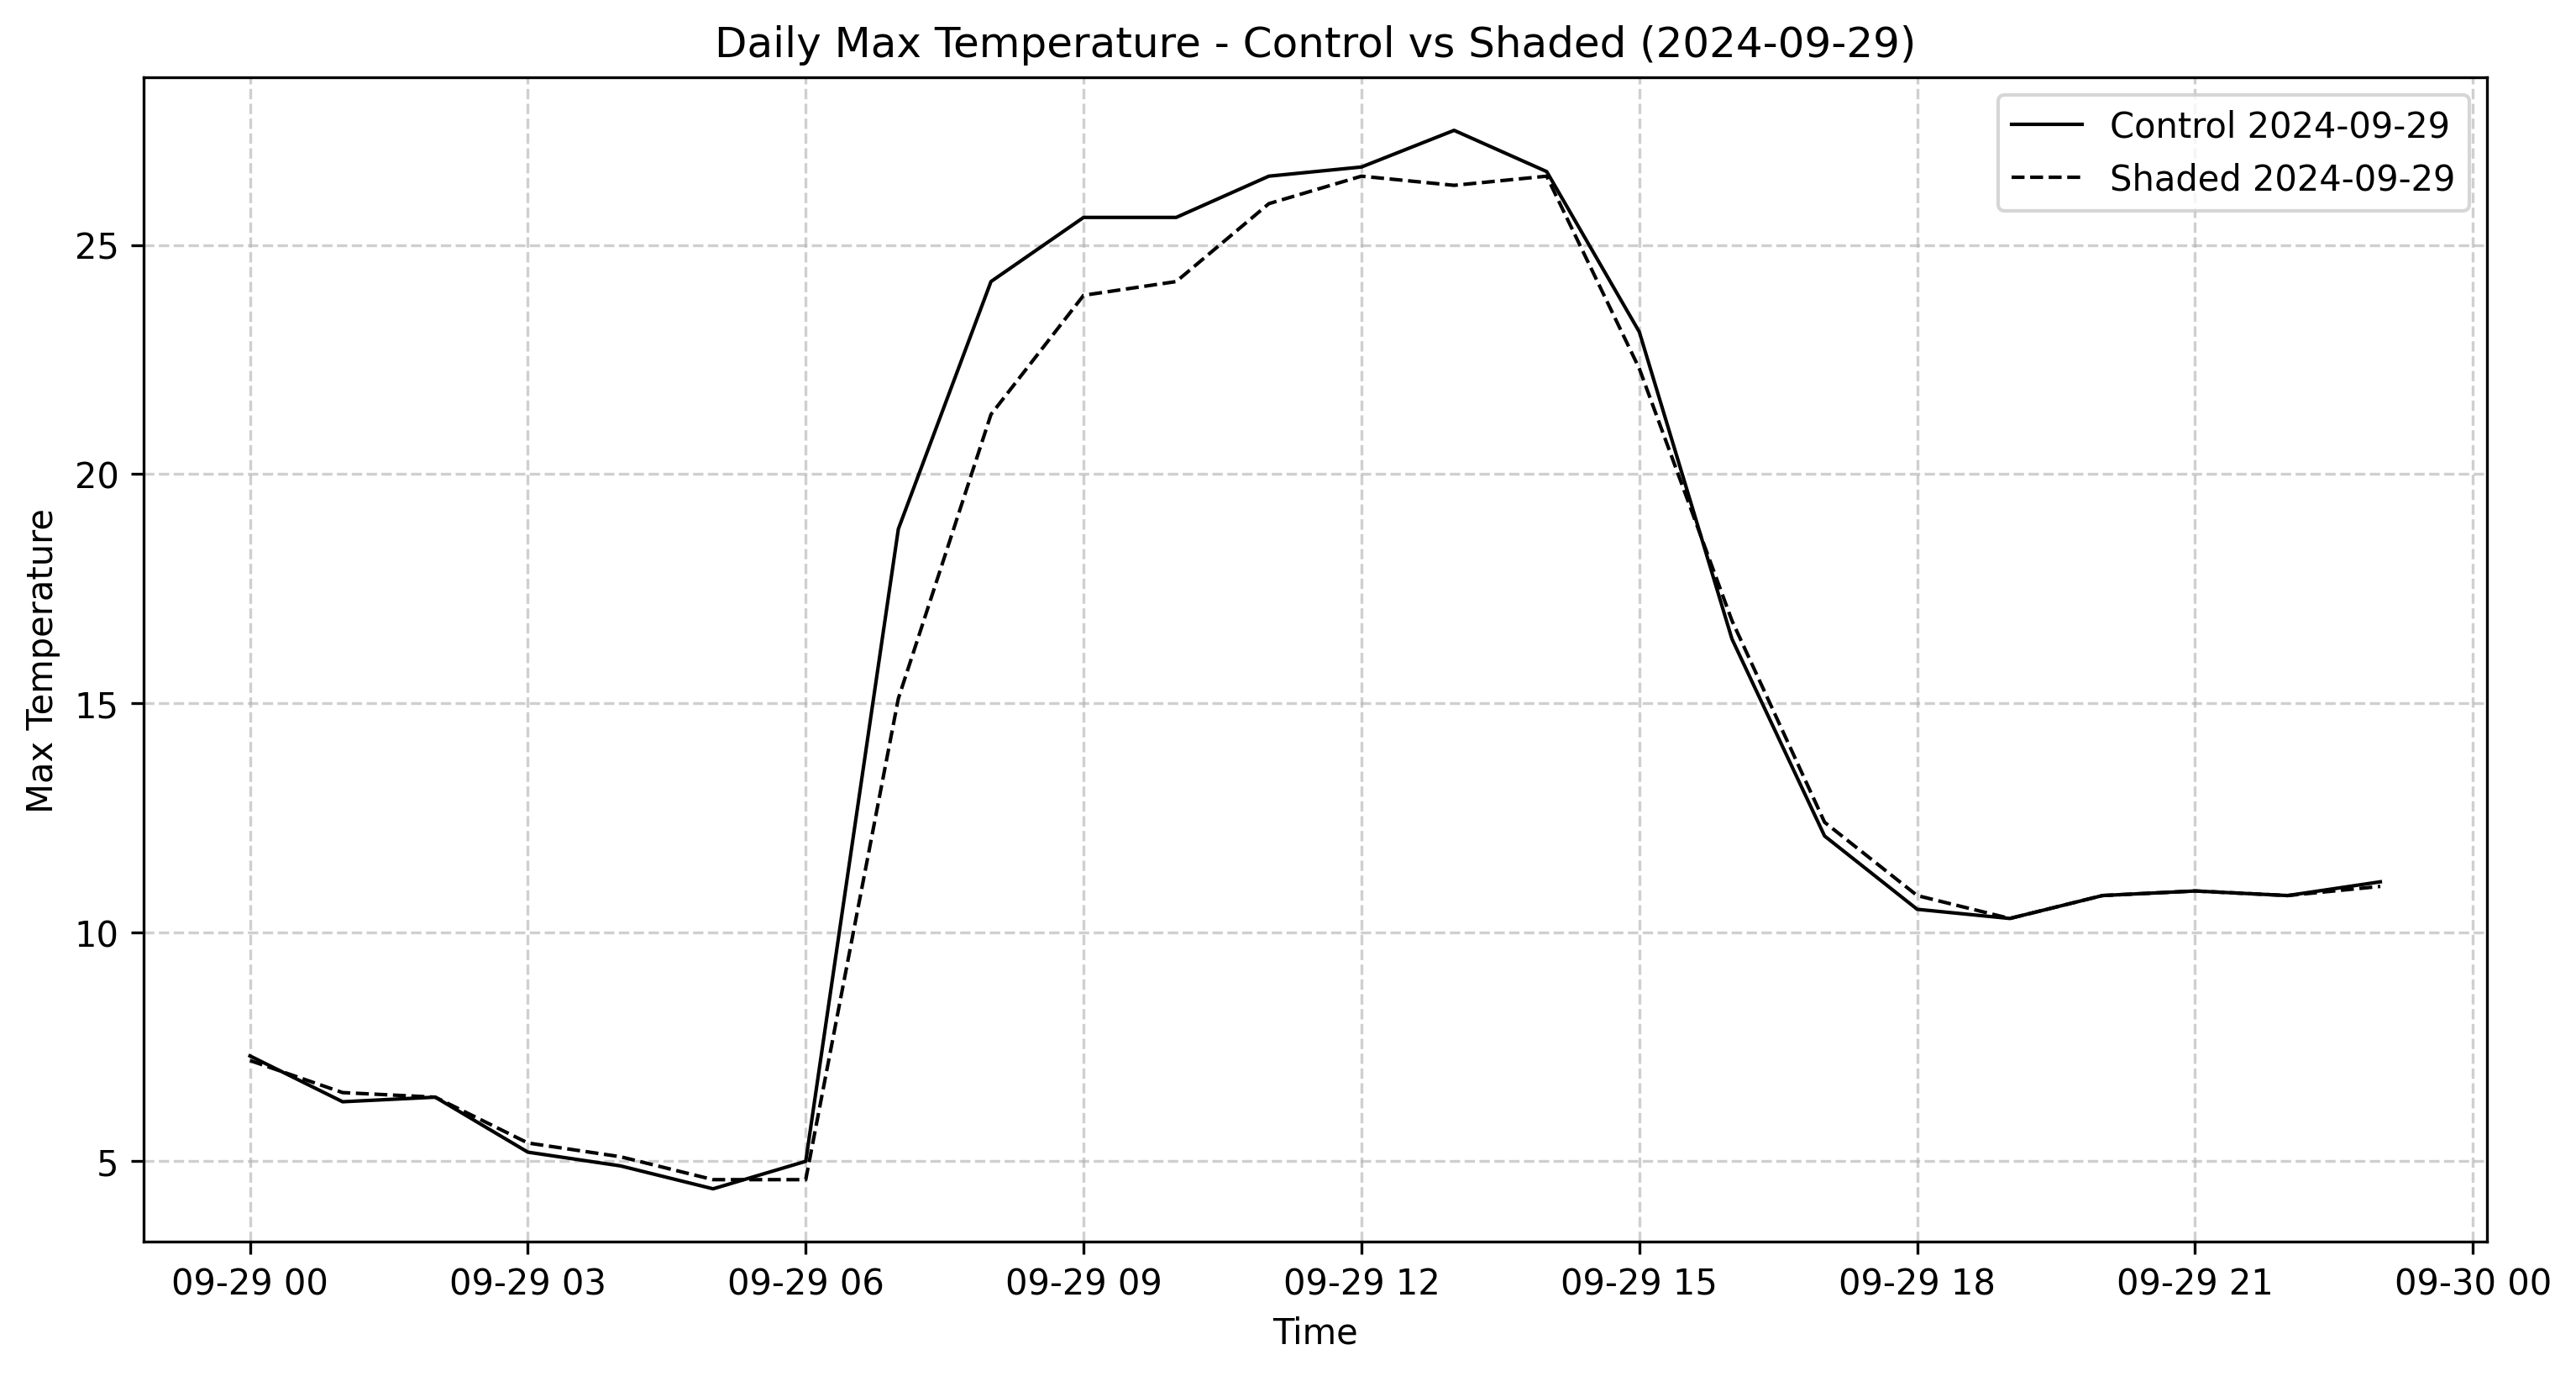 Daily Max Temperature - Control vs Shaded (2024-09-29)
Control 2024-09-29
Shaded 2024-09-29
Max Temperature
25
20
15
10
5
09-29 00
09-29 03
09-29 06
09-29 09
09-29 12
09-29 15
09-29 18
09-29 21
09-30 00
Time